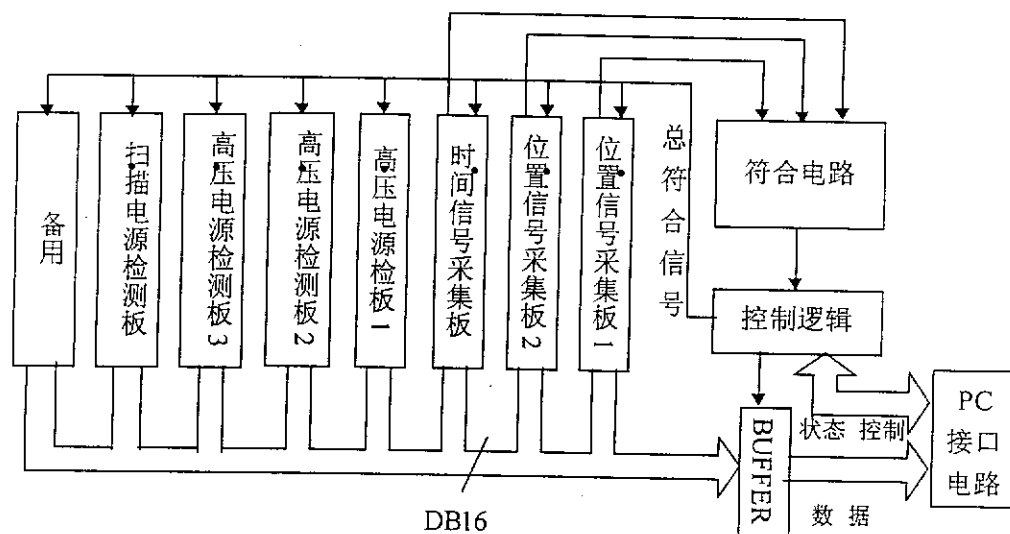 备用
扫描电源检测板
高压电源检测板3
高压电源检测板2
高压电源检板1
时间信号采集板
位置信号采集板2
位置信号采集板1
总符合信号
符合电路
控制逻辑
BUFFER
状态 控制
数 据
PC
接口
电路
DB16